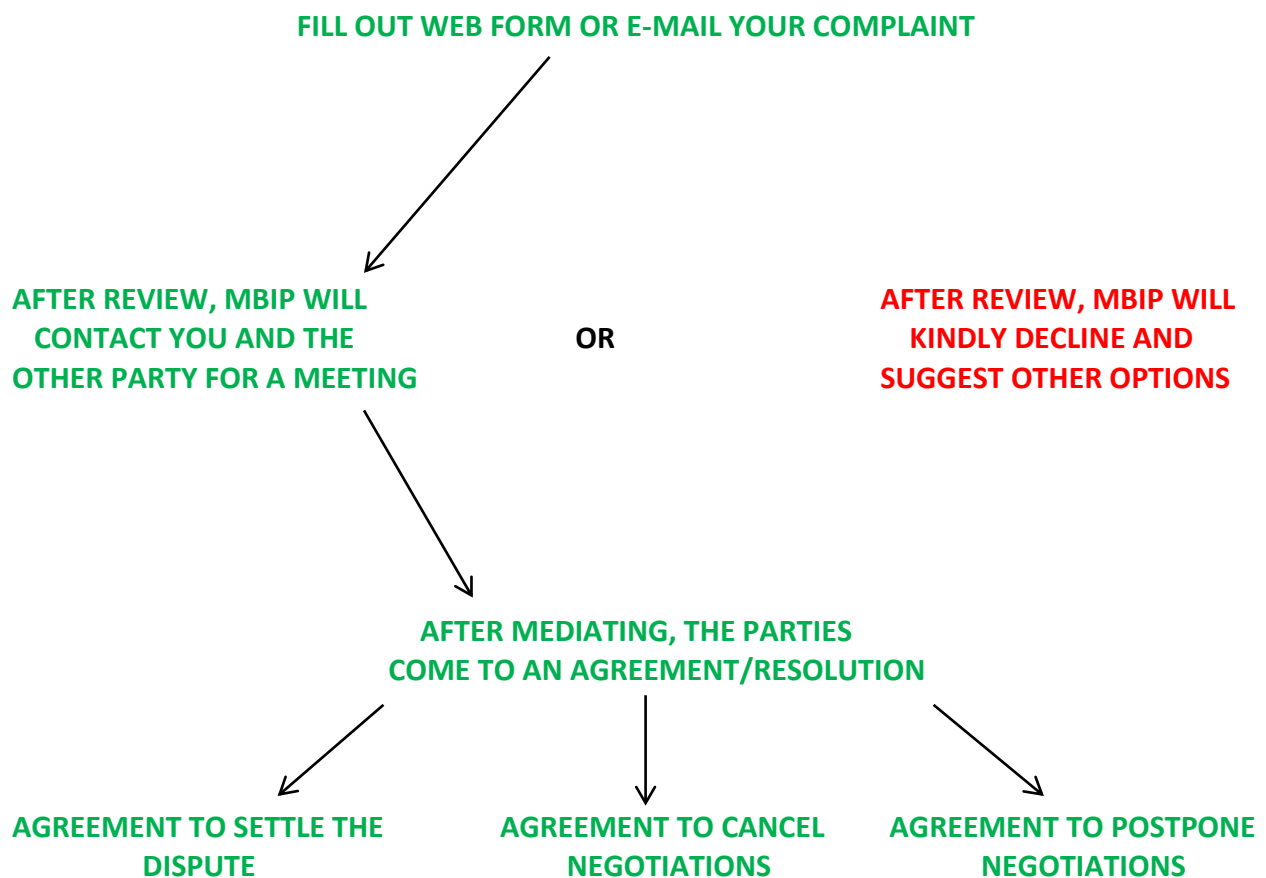 FILL OUT WEB FORM OR E-MAIL YOUR COMPLAINT
AFTER REVIEW, MBIP WILL
CONTACT YOU AND THE
OTHER PARTY FOR A MEETING
OR
AFTER REVIEW, MBIP WILL
KINDLY DECLINE AND
SUGGEST OTHER OPTIONS
AFTER MEDIATING, THE PARTIES
COME TO AN AGREEMENT/RESOLUTION
AGREEMENT TO SETTLE THE
DISPUTE
AGREEMENT TO CANCEL
NEGOTIATIONS
AGREEMENT TO POSTPONE
NEGOTIATIONS